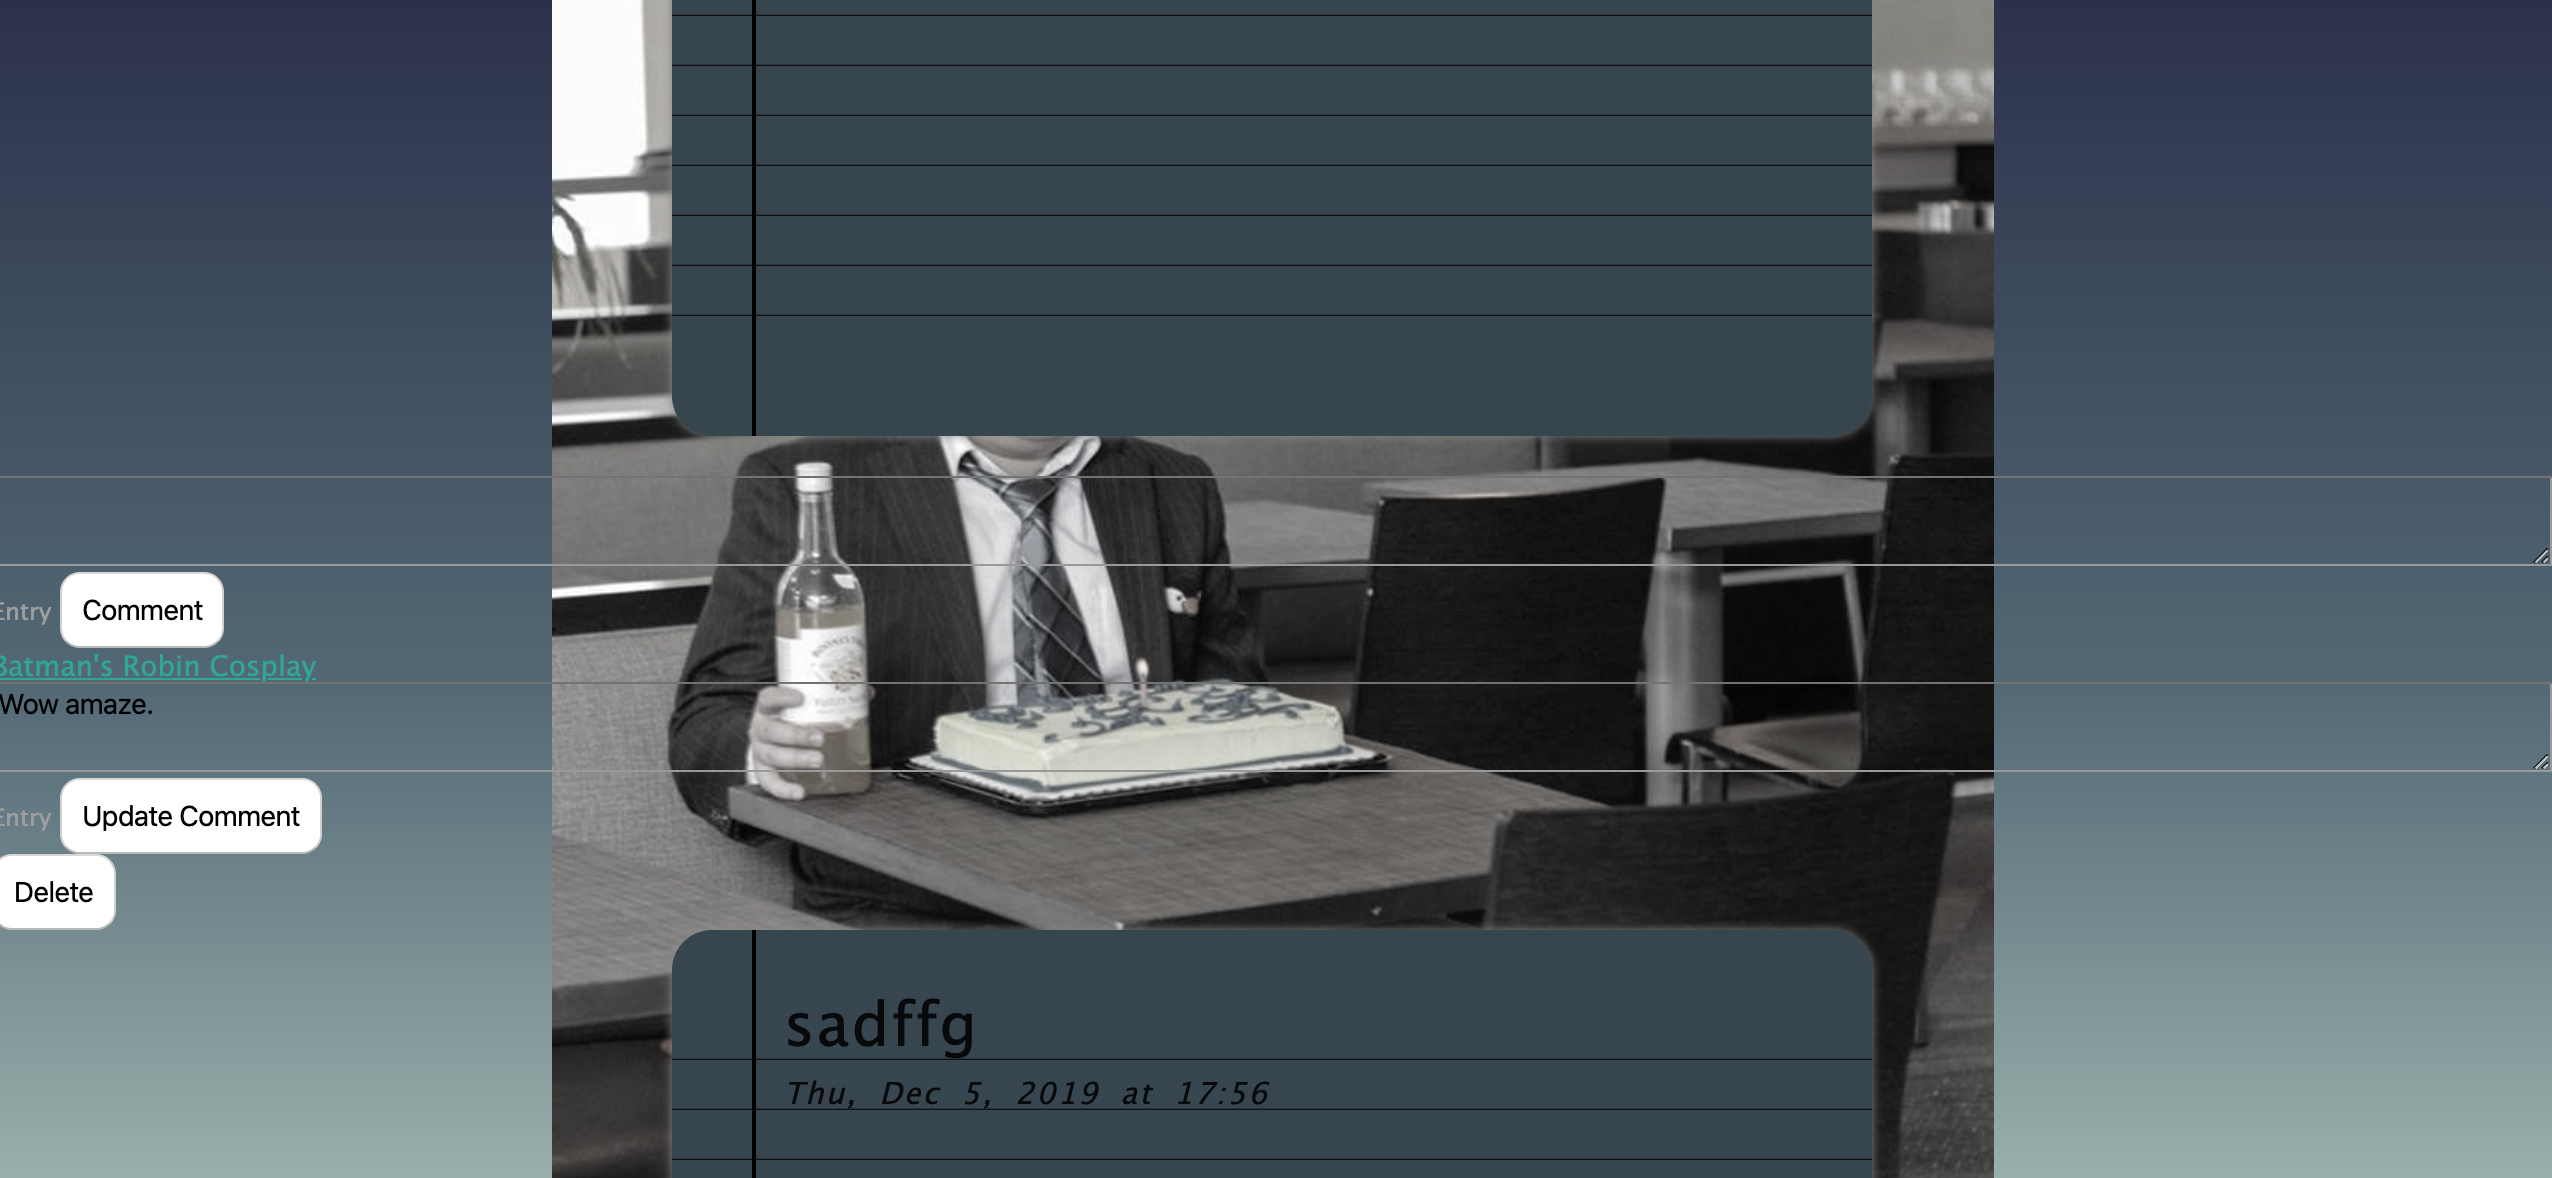 Entry Comment
Batman's Robin Cosplay
Wow amaze.
Entry Update Comment
Delete
sadffg
Thu, Dec 5, 2019 at 17:56